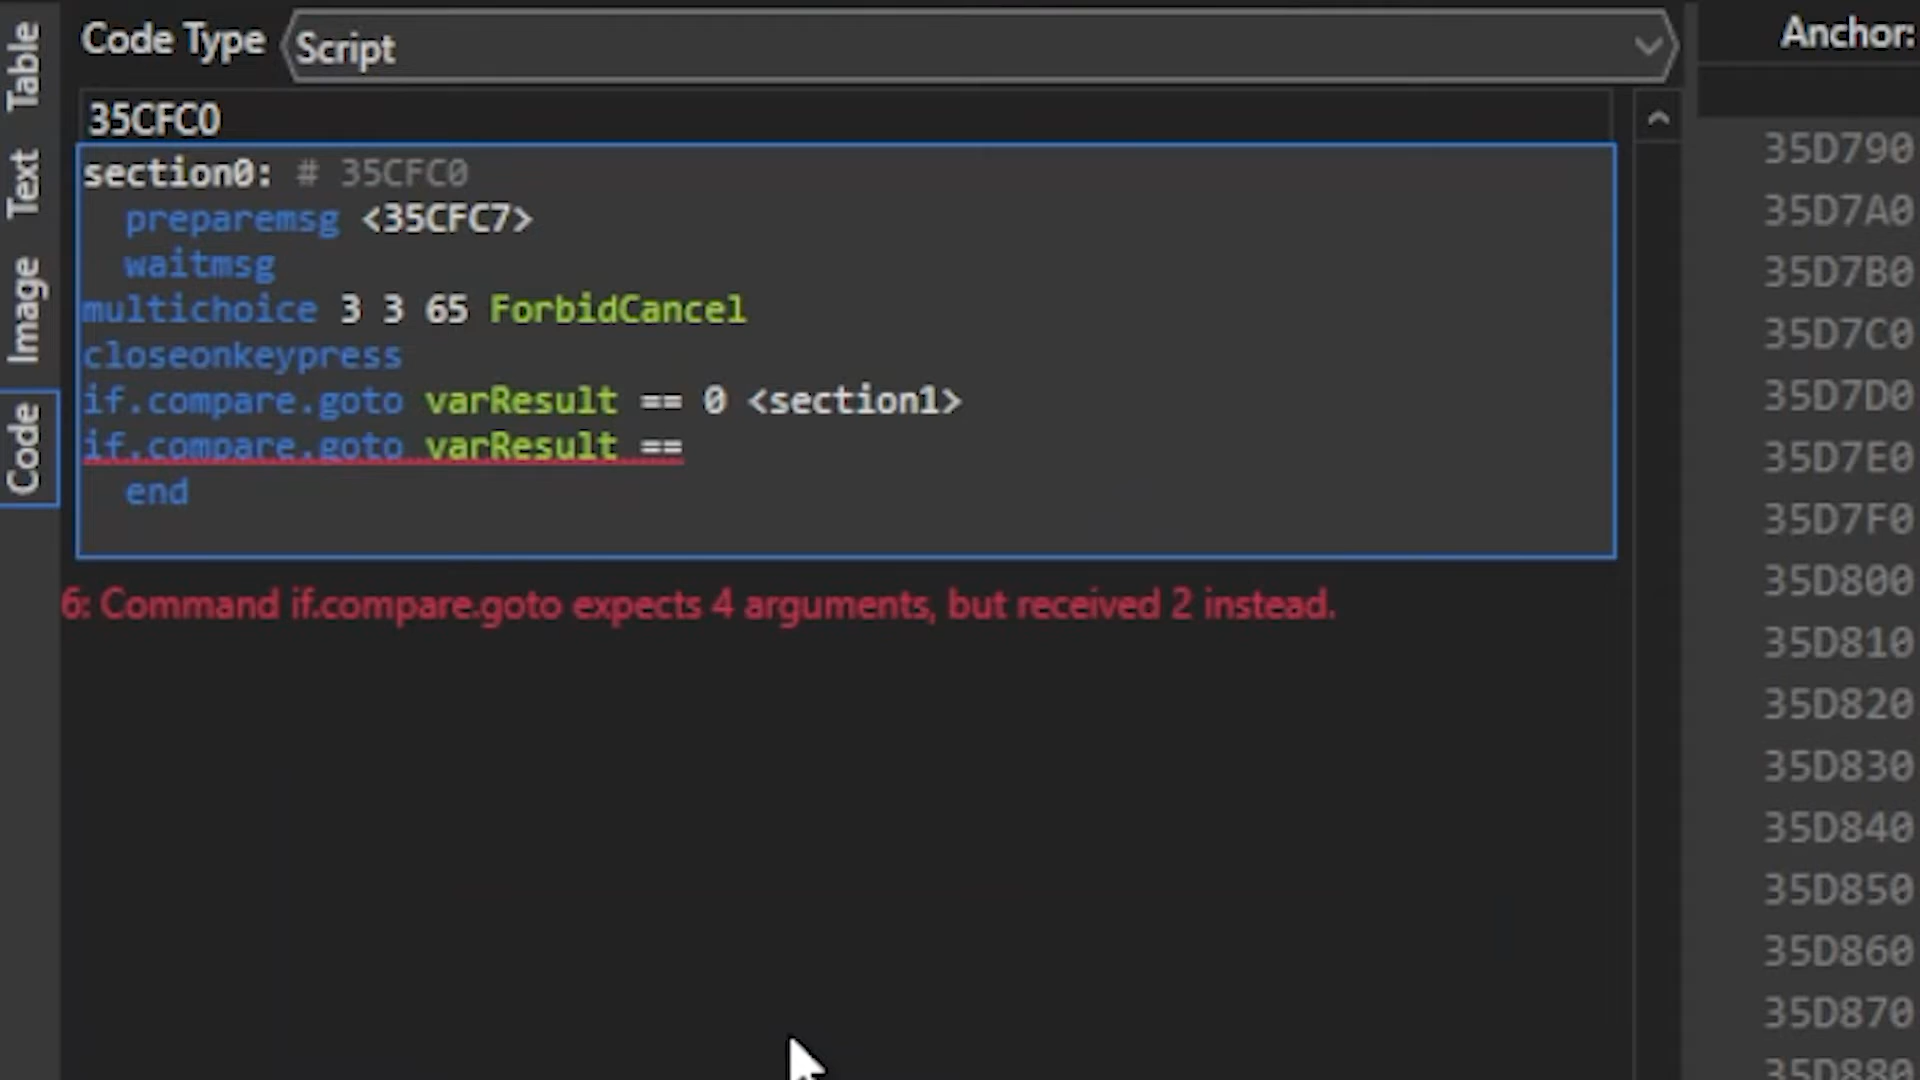 Table
Text
Image
Code
Code Type
Script
35CFC0
section0: # 35CFC0
preparemsg <35CFC7>
waitmsg
multichoice 3 3 65 ForbidCancel
closeonkeypress
if.compare.goto varResult == 0 <section1>
if.compare.goto varResult ==
end
6: Command if.compare.goto expects 4 arguments, but received 2 instead.
Anchor:
35D790
35D7A0
35D7B0
35D7C0
35D7D0
35D7E0
35D7F0
35D800
35D810
35D820
35D830
35D840
35D850
35D860
35D870
35D880